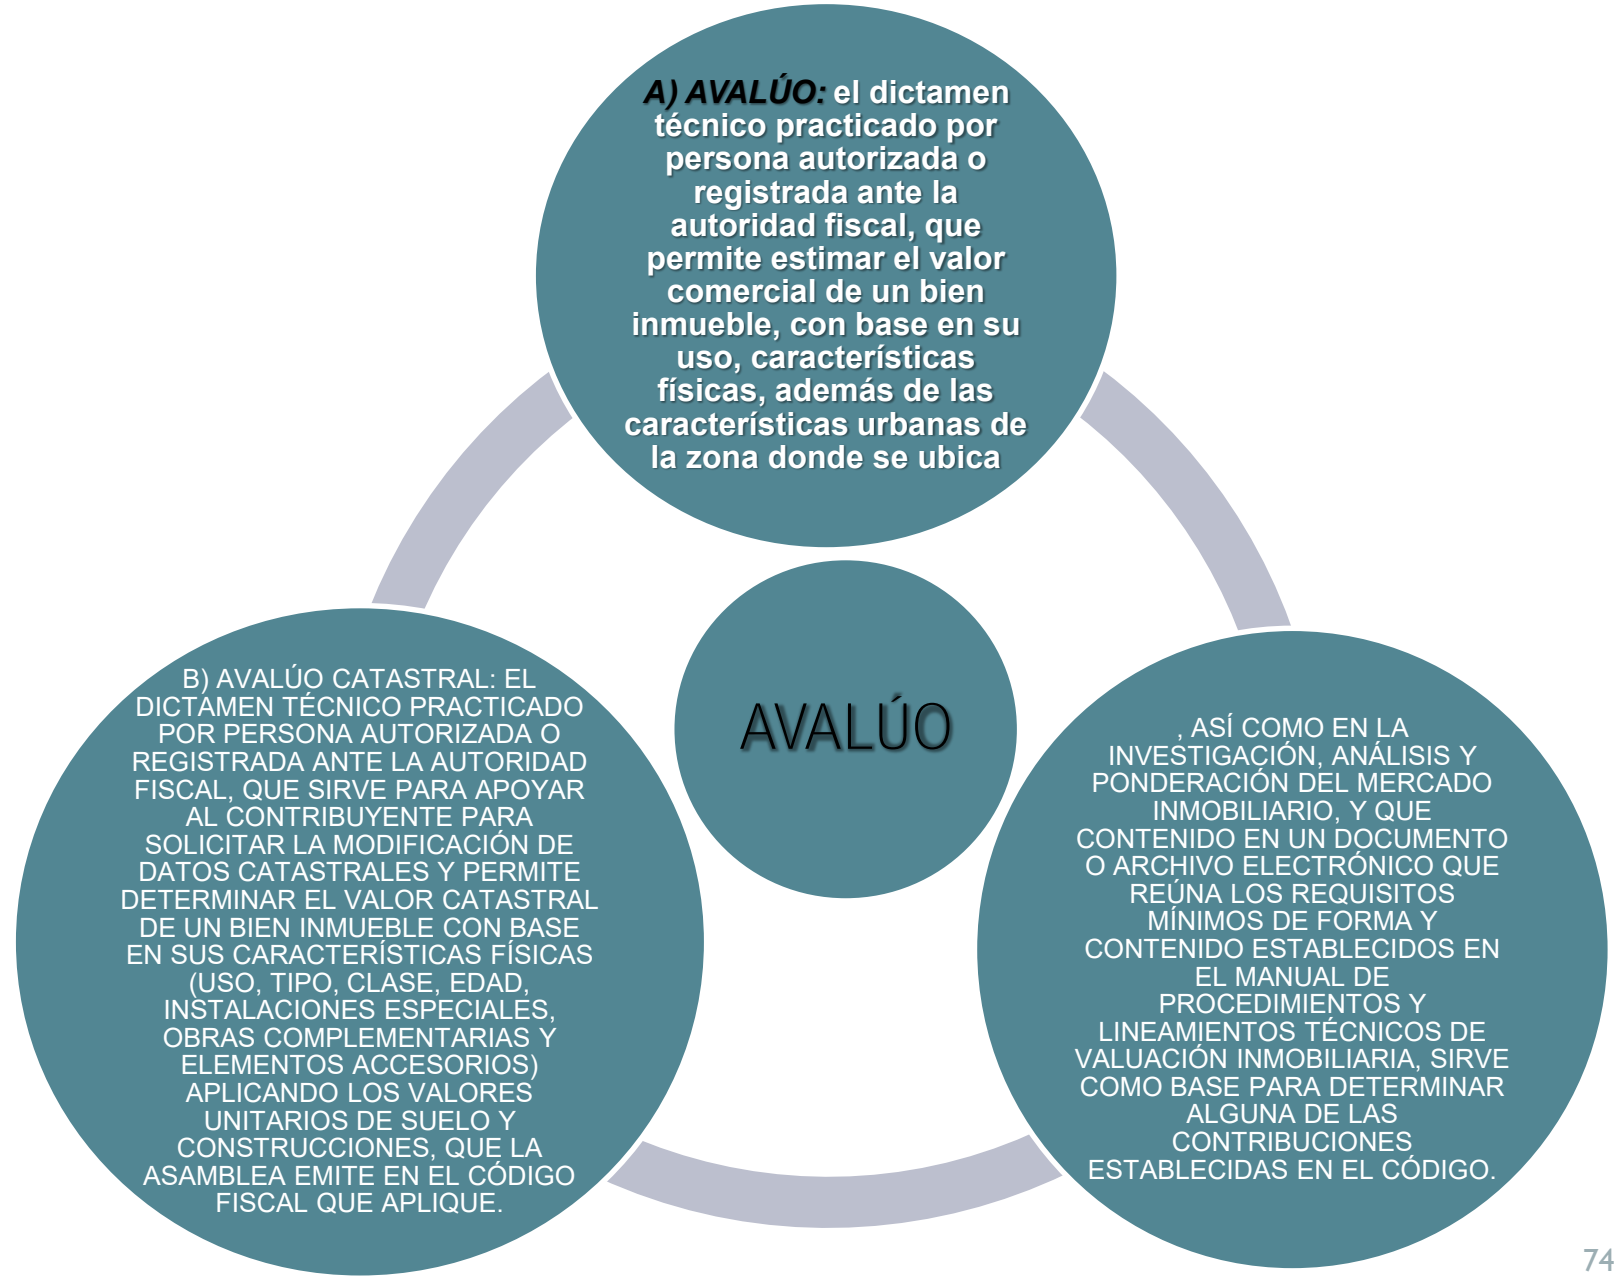 A) AVALÚO: el dictamen
técnico practicado por
persona autorizada o
registrada ante la
autoridad fiscal, que
permite estimar el valor
comercial de un bien
inmueble, con base en su
uso, características
físicas, además de las
características urbanas de
la zona donde se ubica
AVALÚO
, ASÍ COMO EN LA
INVESTIGACIÓN, ANÁLISIS Y
PONDERACIÓN DEL MERCADO
INMOBILIARIO, Y QUE
CONTENIDO EN UN DOCUMENTO
O ARCHIVO ELECTRÓNICO QUE
REÚNA LOS REQUISITOS
MÍNIMOS DE FORMA Y
CONTENIDO ESTABLECIDOS EN
EL MANUAL DE
PROCEDIMIENTOS Y
LINEAMIENTOS TÉCNICOS DE
VALUACIÓN INMOBILIARIA, SIRVE
COMO BASE PARA DETERMINAR
ALGUNA DE LAS
CONTRIBUCIONES
ESTABLECIDAS EN EL CÓDIGO.
B) AVALÚO CATASTRAL: EL
DICTAMEN TÉCNICO PRACTICADO
POR PERSONA AUTORIZADA O
REGISTRADA ANTE LA AUTORIDAD
FISCAL, QUE SIRVE PARA APOYAR
AL CONTRIBUYENTE PARA
SOLICITAR LA MODIFICACIÓN DE
DATOS CATASTRALES Y PERMITE
DETERMINAR EL VALOR CATASTRAL
DE UN BIEN INMUEBLE CON BASE
EN SUS CARACTERÍSTICAS FÍSICAS
(USO, TIPO, CLASE, EDAD,
INSTALACIONES ESPECIALES,
OBRAS COMPLEMENTARIAS Y
ELEMENTOS ACCESORIOS)
APLICANDO LOS VALORES
UNITARIOS DE SUELO Y
CONSTRUCCIONES, QUE LA
ASAMBLEA EMITE EN EL CÓDIGO
FISCAL QUE APLIQUE.
74